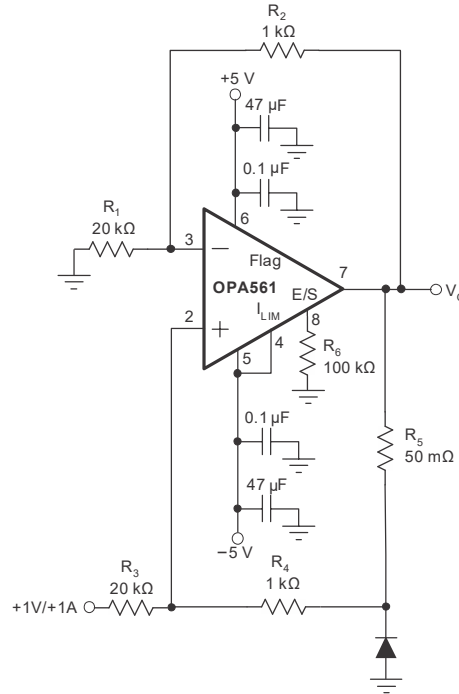 R2
1 kΩ
+5 V
47 µF
0.1 µF
R1
20 kΩ
6
3
−
Flag
7
OPA561
E/S
VO
ILIM
8
2
+
4
5
R6
100 kΩ
0.1 µF
R5
50 mΩ
47 µF
−5 V
R3
20 kΩ
R4
1 kΩ
+1V/+1A